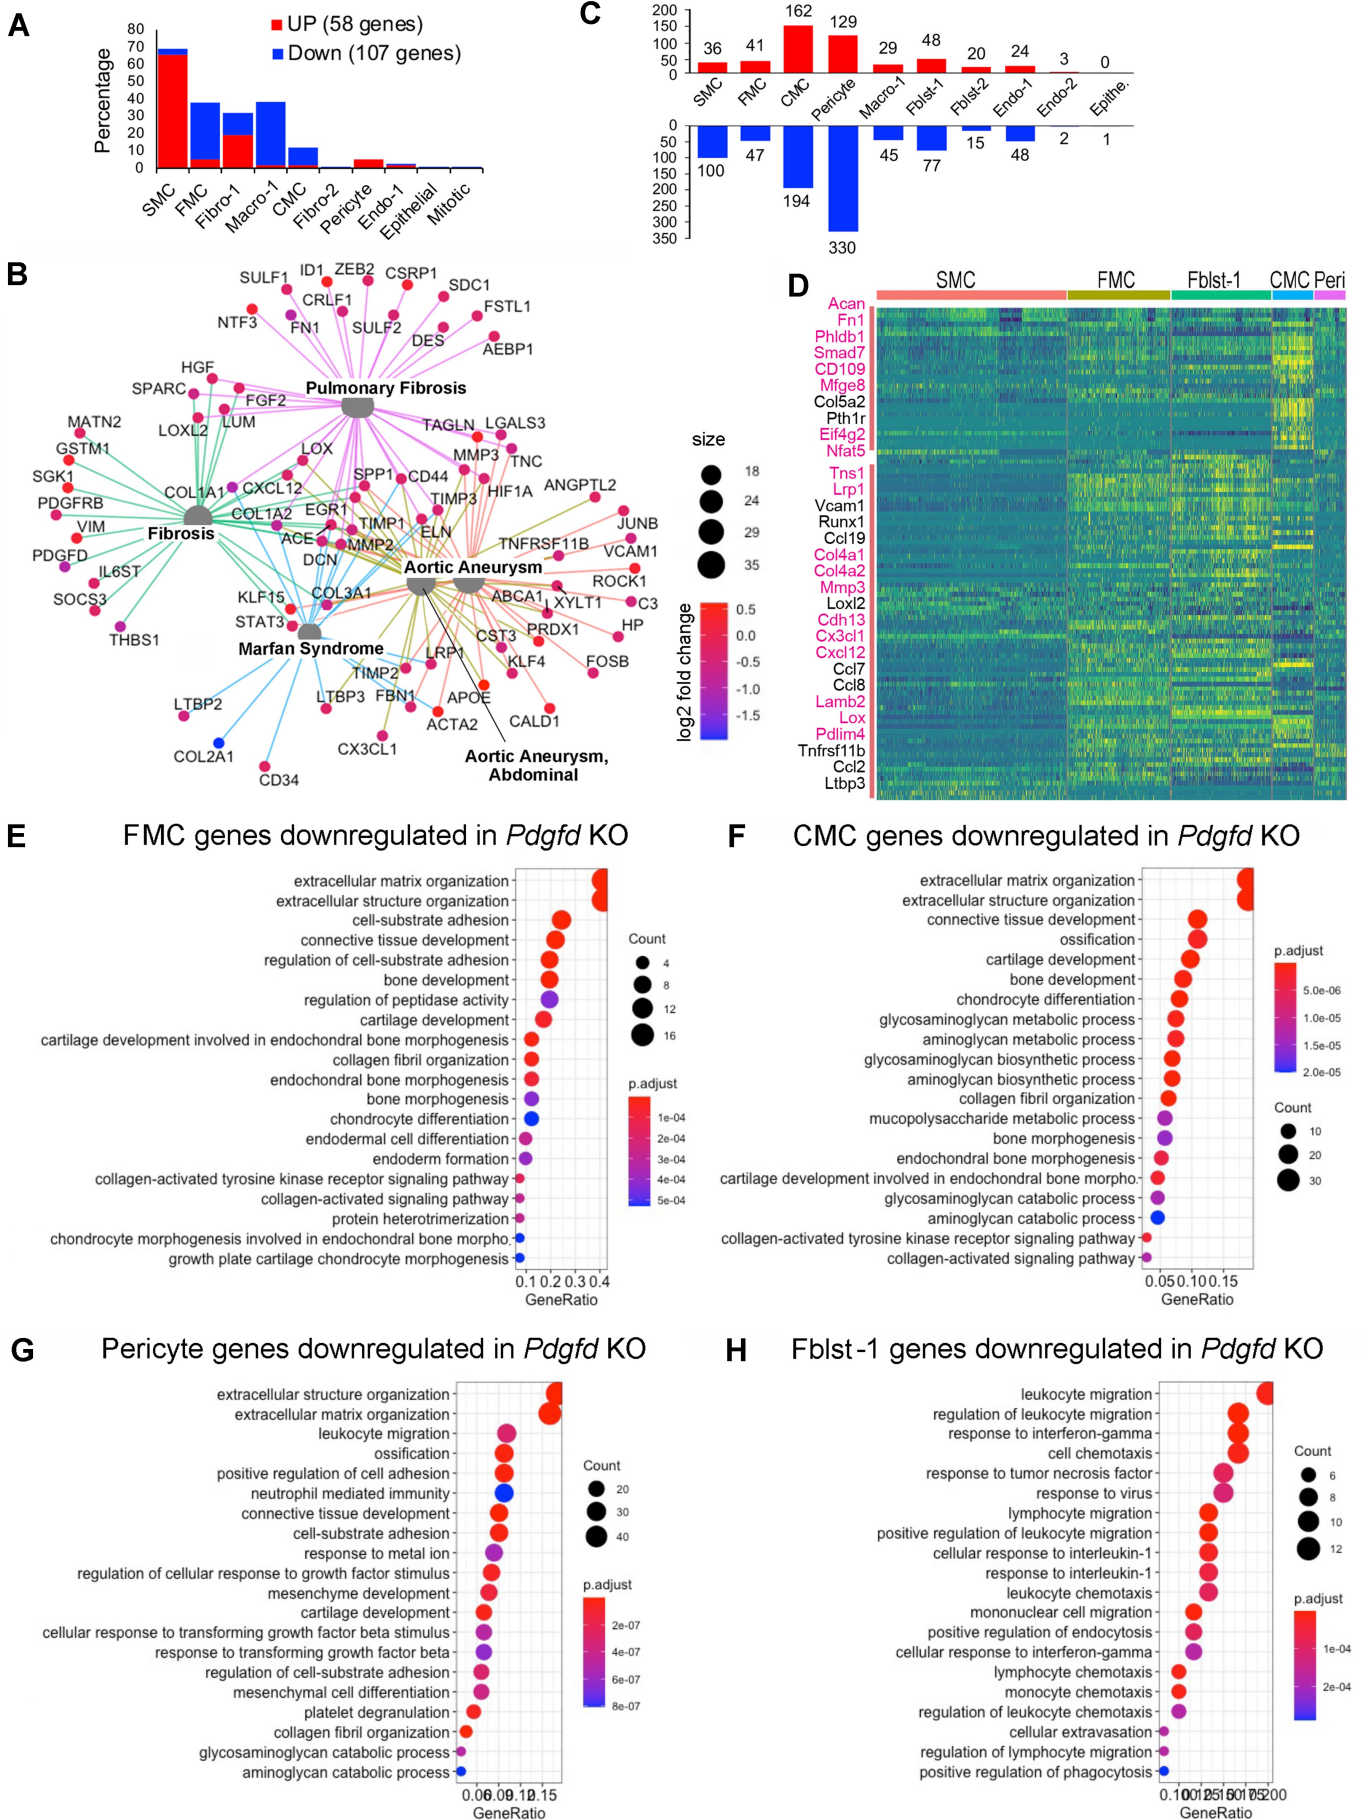 A
UP (58 genes)
Down (107 genes)
Percentage
80
70
60
50
40
30
20
10
0
SMC
FMC
Fibro-1
Macro-1
CMC
Fibro-2
Pericyte
Endo-1
Epithelial
Mitotic
C
200
150
100
50
0
36
41
162
129
29
48
20
24
3
0
SMC
FMC
CMC
Pericyte
Macro-1
Fblst-1
Fblst-2
Endo-1
Endo-2
Epithe.
0
50
100
150
200
250
300
350
100
47
194
330
45
77
15
48
2
1
B
SULF1
ID1
ZEB2
CSRP1
SDC1
NTF3
FN1
CRLF1
SULF2
FSTL1
DES
AEBP1
HGF
SPARC
FGF2
LOXL2
LUM
Pulmonary Fibrosis
MATN2
GSTM1
SGK1
PDGFRB
VIM
PDGFD
IL6ST
SOCS3
THBS1
Fibrosis
LOX
COL1A1
CXCL12
COL1A2
SPP1
CD44
EGR1
TIMP1
ACE
MMP2
DCN
TAGLN
LGALS3
MMP3
TNC
HIF1A
TIMP3
ELN
ANGPTL2
JUNB
TNFRSF11B
VCAM1
ROCK1
Aortic Aneurysm
ABCA1
XYLT1
C3
HP
KLF15
COL3A1
STAT3
Marfan Syndrome
CST3
PRDX1
KLF4
FOSB
LRP1
TIMP2
LTBP3
FBN1
APOE
ACTA2
CALD1
LTBP2
COL2A1
CD34
CX3CL1
Aortic Aneurysm,
Abdominal
size
18
24
29
35
log2 fold change
0.5
0.0
-0.5
-1.0
-1.5
D
SMC
FMC
Fblst-1
CMC
Peri
Acan
Fn1
Phldb1
Smad7
CD109
Mfge8
Col5a2
Pth1r
Eif4g2
Nfat5
Tns1
Lrp1
Vcam1
Runx1
Ccl19
Col4a1
Col4a2
Mmp3
Loxl2
Cdh13
Cx3cl1
Cxcl12
Ccl7
Ccl8
Lamb2
Lox
Pdlim4
Tnfrsf11b
Ccl2
Ltbp3
E
FMC genes downregulated in Pdgfd KO
extracellular matrix organization
extracellular structure organization
cell-substrate adhesion
connective tissue development
regulation of cell-substrate adhesion
bone development
regulation of peptidase activity
cartilage development
cartilage development involved in endochondral bone morphogenesis
collagen fibril organization
endochondral bone morphogenesis
bone morphogenesis
chondrocyte differentiation
endodermal cell differentiation
endoderm formation
collagen-activated tyrosine kinase receptor signaling pathway
collagen-activated signaling pathway
protein heterotrimerization
chondrocyte morphogenesis involved in endochondral bone morpho.
growth plate cartilage chondrocyte morphogenesis
0.1 0.2 0.3 0.4
GeneRatio
Count
4
8
12
16
p.adjust
1e-04
2e-04
3e-04
4e-04
5e-04
F
CMC genes downregulated in Pdgfd KO
extracellular matrix organization
extracellular structure organization
connective tissue development
ossification
cartilage development
bone development
chondrocyte differentiation
glycosaminoglycan metabolic process
aminoglycan metabolic process
glycosaminoglycan biosynthetic process
aminoglycan biosynthetic process
collagen fibril organization
mucopolysaccharide metabolic process
bone morphogenesis
endochondral bone morphogenesis
cartilage development involved in endochondral bone morpho.
glycosaminoglycan catabolic process
aminoglycan catabolic process
collagen-activated tyrosine kinase receptor signaling pathway
collagen-activated signaling pathway
0.05 0.10 0.15
GeneRatio
p.adjust
5.0e-06
1.0e-05
1.5e-05
2.0e-05
Count
10
20
30
G
Pericyte genes downregulated in Pdgfd KO
extracellular structure organization
extracellular matrix organization
leukocyte migration
ossification
positive regulation of cell adhesion
neutrophil mediated immunity
connective tissue development
cell-substrate adhesion
response to metal ion
regulation of cellular response to growth factor stimulus
mesenchyme development
cartilage development
cellular response to transforming growth factor beta stimulus
response to transforming growth factor beta
regulation of cell-substrate adhesion
mesenchymal cell differentiation
platelet degranulation
collagen fibril organization
glycosaminoglycan catabolic process
aminoglycan catabolic process
0.06 0.09 0.12 0.15
GeneRatio
Count
20
30
40
p.adjust
2e-07
4e-07
6e-07
8e-07
H
Fblst-1 genes downregulated in Pdgfd KO
leukocyte migration
regulation of leukocyte migration
response to interferon-gamma
cell chemotaxis
response to tumor necrosis factor
response to virus
lymphocyte migration
positive regulation of leukocyte migration
cellular response to interleukin-1
response to interleukin-1
leukocyte chemotaxis
mononuclear cell migration
positive regulation of endocytosis
cellular response to interferon-gamma
lymphocyte chemotaxis
monocyte chemotaxis
regulation of leukocyte chemotaxis
cellular extravasation
regulation of lymphocyte migration
positive regulation of phagocytosis
0.100 0.125 0.150 0.175 0.200
GeneRatio
Count
6
8
10
12
p.adjust
1e-04
2e-04